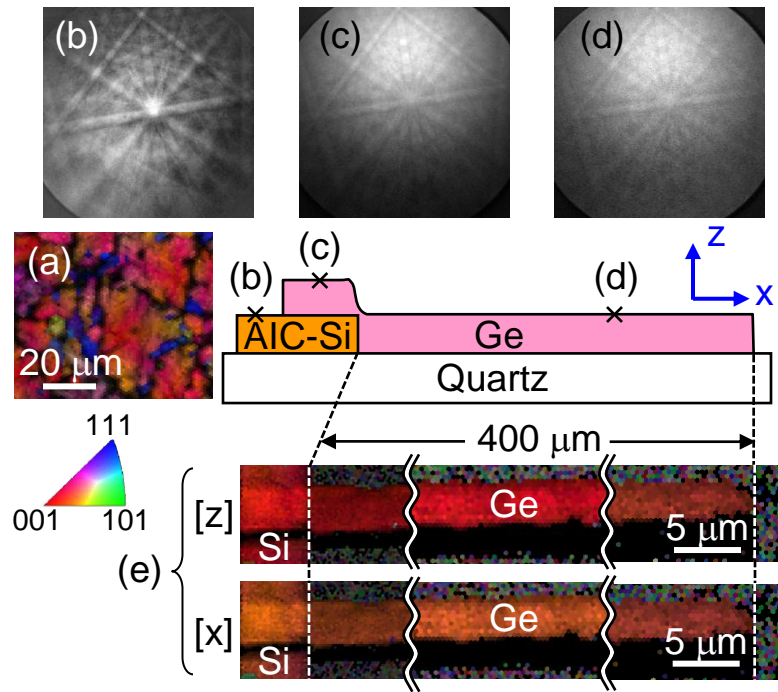 (b)
(c)
(d)
(a)
20 μm
(b)
(c)
(d)
z
x
AIC-Si
Ge
Quartz
111
001
101
400 μm
(e)
[z]
Ge
Si
5 μm
[x]
Ge
Si
5 μm